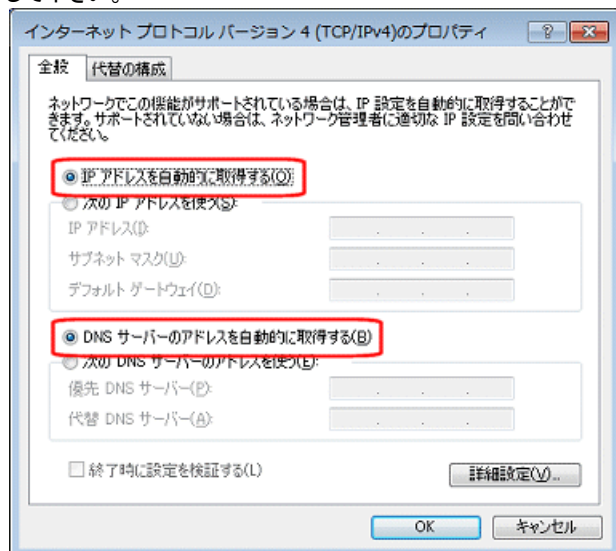 して下さい。
インターネット プロトコル バージョン 4 (TCP/IPv4)のプロパティ
全般
代替の構成
ネットワークでこの機能がサポートされている場合は、IP 設定を自動的に取得することがで
きます。サポートされていない場合は、ネットワーク管理者に適切な IP 設定を問い合わせ
てください。
IP アドレスを自動的に取得する(O)
次の IP アドレスを使う(S):
IP アドレス(I):
サブネット マスク(U):
デフォルト ゲートウェイ(D):
DNS サーバーのアドレスを自動的に取得する(B)
次の DNS サーバーのアドレスを使う(E):
優先 DNS サーバー(P):
代替 DNS サーバー(A):
終了時に設定を検証する(L)
詳細設定(V)...
OK
キャンセル